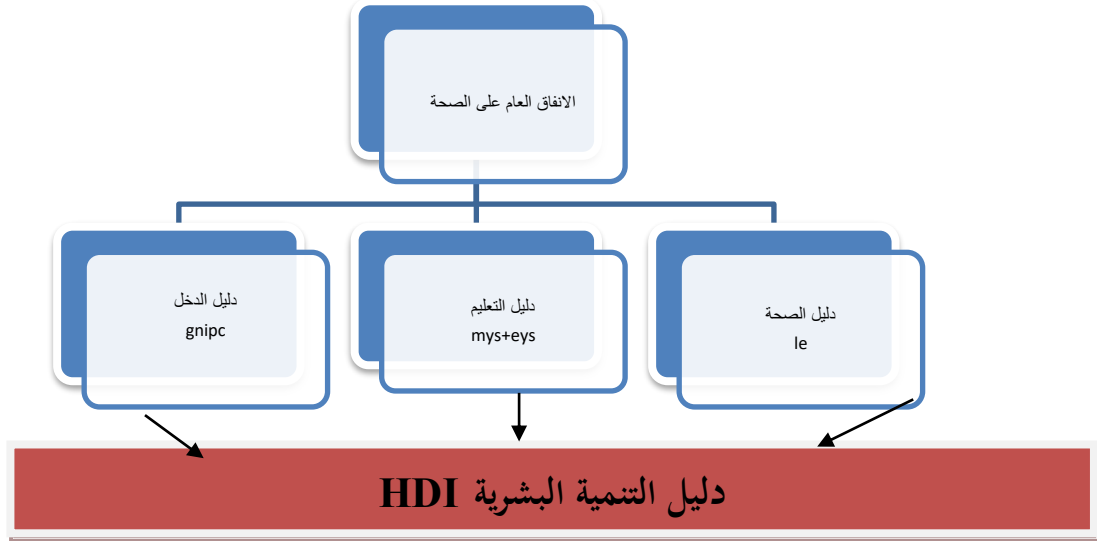 الانفاق العام على الصحة
دليل الصحة
le
دليل التعليم
mys+eys
دليل الدخل
gnipc
دليل التنمية البشرية HDI